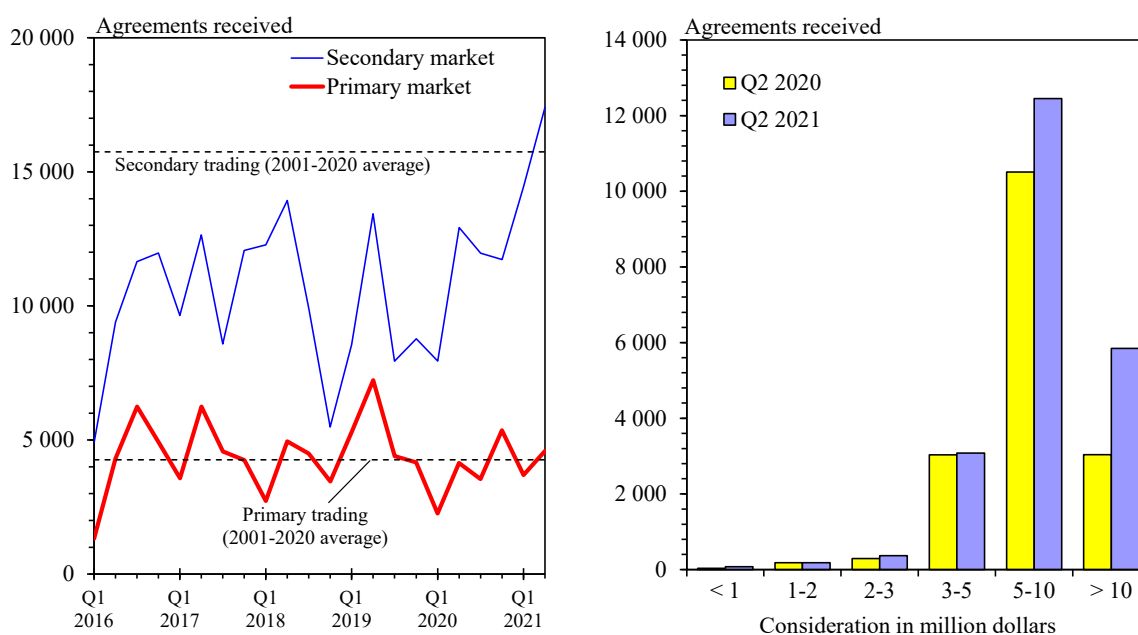 Agreements received
20 000
15 000
10 000
5 000
0
Secondary market
Primary market
Secondary trading (2001-2020 average)
Primary trading
(2001-2020 average)
Q1 Q1 Q1 Q1 Q1 Q1
2016 2017 2018 2019 2020 2021
Agreements received
14 000
12 000
10 000
8 000
6 000
4 000
2 000
0
Q2 2020
Q2 2021
< 1 1-2 2-3 3-5 5-10 > 10
Consideration in million dollars